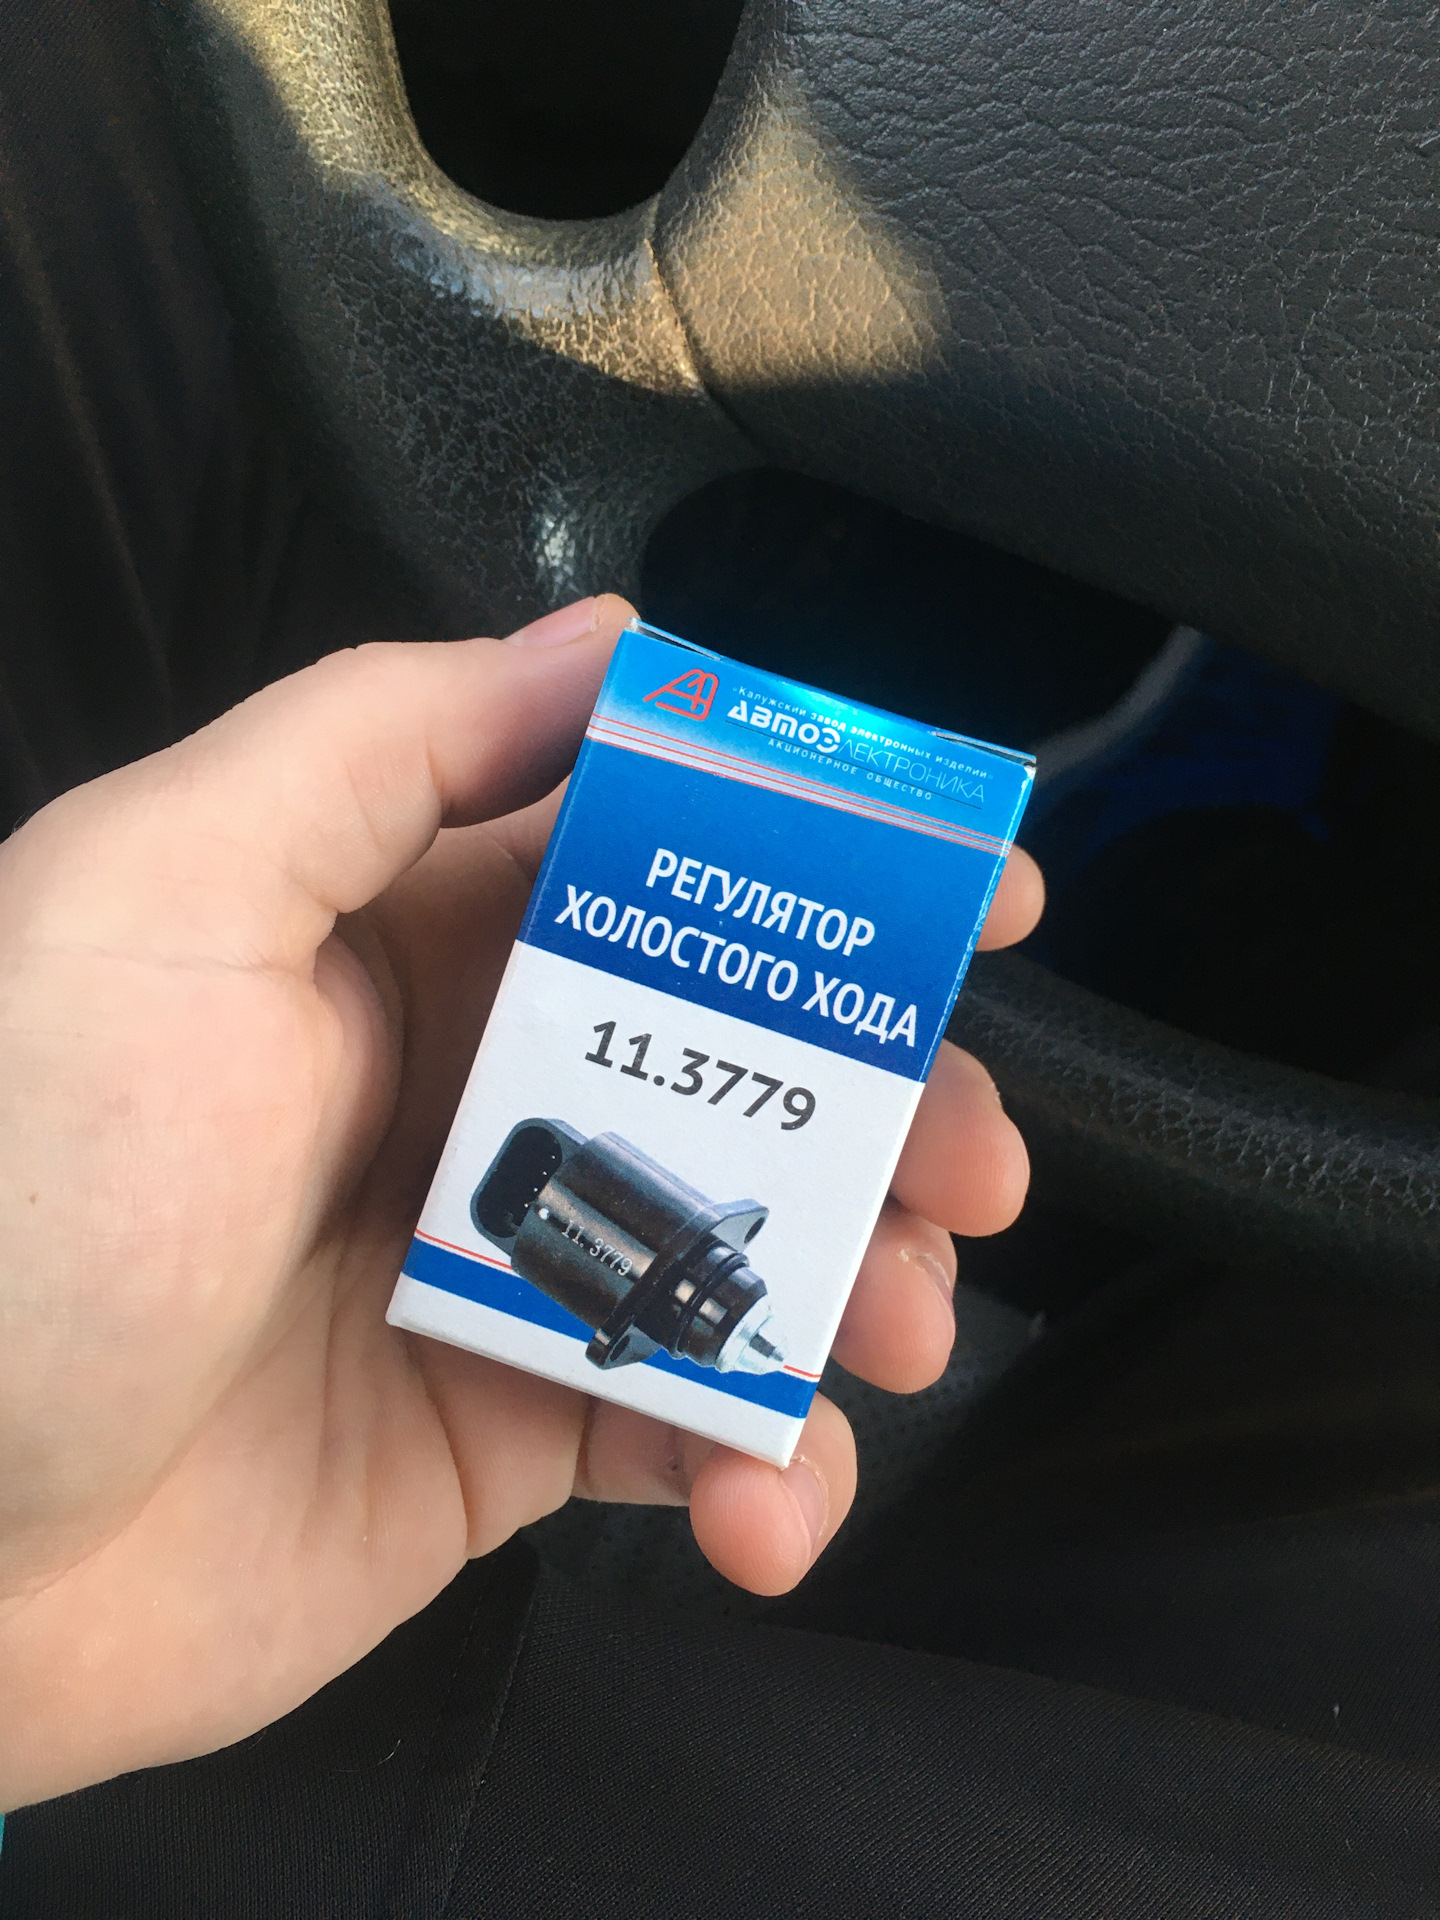 «Калужский завод электронных изделий»
АВТОЭЛЕКТРОНИКА
АКЦИОНЕРНОЕ ОБЩЕСТВО
РЕГУЛЯТОР
ХОЛОСТОГО ХОДА
11.3779
11.3779